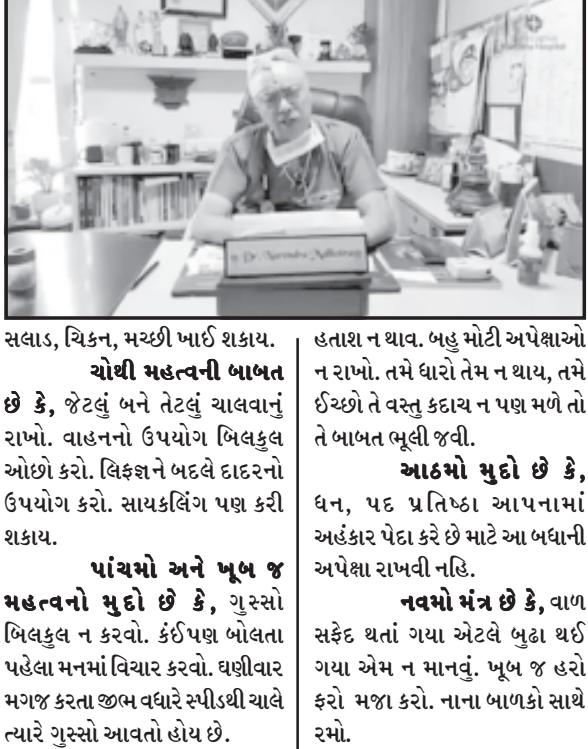 Dr. Narendra Malhotra
સલાડ, ચિકન, મચ્છી ખાઈ શકાય.
ચોથી મહત્વની બાબત
છે કે, જેટલું બને તેટલું ચાલવાનું
રાખો. વાહનનો ઉપયોગ બિલકુલ
ઓછો કરો. લિફ્ટને બદલે દાદરનો
ઉપયોગ કરો. સાયકલિંગ પણ કરી
શકાય.
પાંચમો અને ખૂબ જ
મહત્વનો મુદો છે કે, ગુસ્સો
બિલકુલ ન કરવો. કંઈપણ બોલતા
પહેલા મનમાં વિચાર કરવો. ઘણીવાર
મગજ કરતા જીભ વધારે સ્પીડથી ચાલે
ત્યારે ગુસ્સો આવતો હોય છે.
હતાશ ન થાવ. બહુ મોટી અપેક્ષાઓ
ન રાખો. તમે ધારો તેમ ન થાય, તમે
ઈચ્છો તે વસ્તુ કદાચ ન પણ મળે તો
તે બાબત ભૂલી જવી.
આઠમો મુદો છે કે,
ધન, પદ પ્રતિષ્ઠા આપનામાં
અહંકાર પેદા કરે છે માટે આ બધાની
અપેક્ષા રાખવી નહિ.
નવમો મંત્ર છે કે, વાળ
સફેદ થતાં ગયા એટલે બુઢા થઈ
ગયા એમ ન માનવું. ખૂબ જ હરો
ફરો મજા કરો. નાના બાળકો સાથે
રમો.